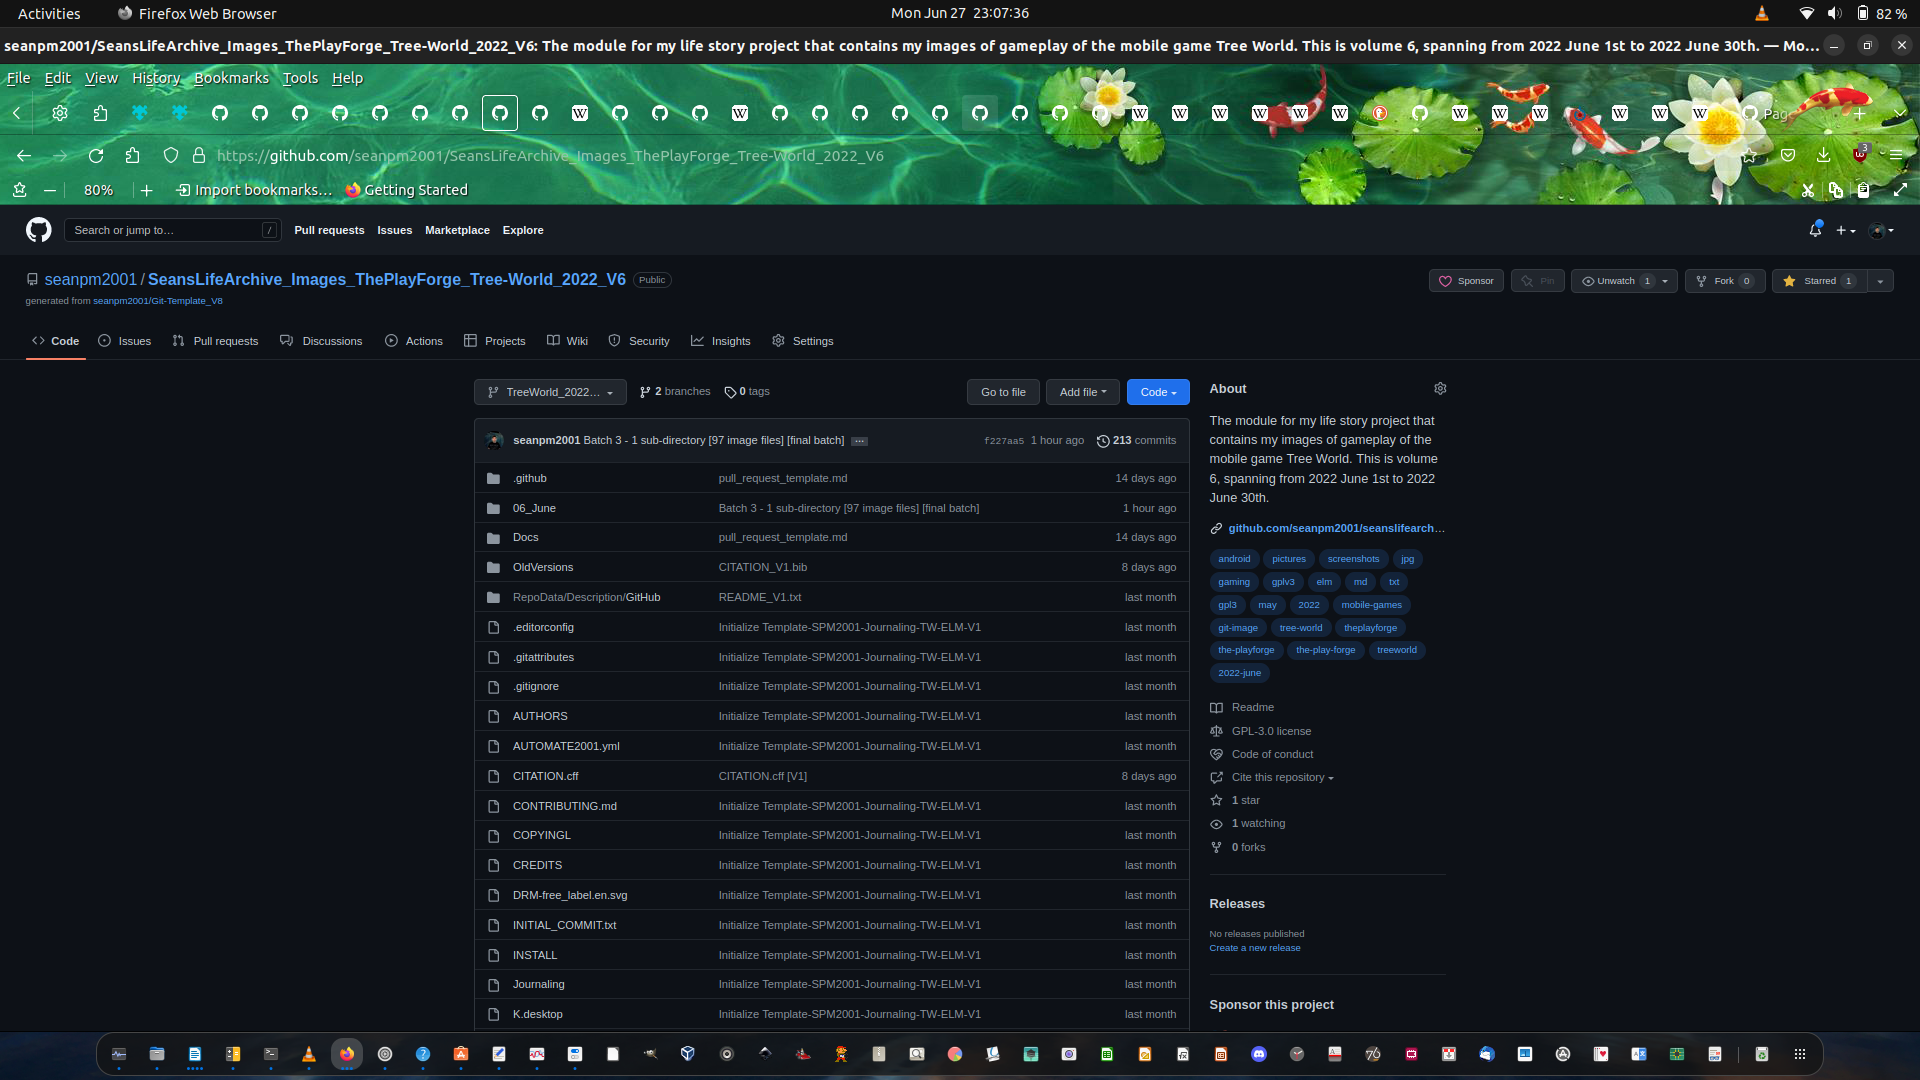 Activities Firefox Web Browser Mon Jun 27 23:07:36 82 %
seanpm2001/SeansLifeArchive_Images_ThePlayForge_Tree-World_2022_V6: The module for my life story project that contains my images of gameplay of the mobile game Tree World. This is volume 6, spanning from 2022 June 1st to 2022 June 30th. — Mo...
File Edit View History Bookmarks Tools Help
Pag
https://github.com/seanpm2001/SeansLifeArchive_Images_ThePlayForge_Tree-World_2022_V6 3
80% Import bookmarks... Getting Started
Search or jump to... / Pull requests Issues Marketplace Explore
seanpm2001 / SeansLifeArchive_Images_ThePlayForge_Tree-World_2022_V6 Public Sponsor Pin Unwatch 1 Fork 0 Starred 1
generated from seanpm2001/Git-Template_V8
Code Issues Pull requests Discussions Actions Projects Wiki Security Insights Settings
TreeWorld_2022... 2 branches 0 tags Go to file Add file Code
seanpm2001 Batch 3 - 1 sub-directory [97 image files] [final batch] ... f227aa5 1 hour ago 213 commits
.github pull_request_template.md 14 days ago
06_June Batch 3 - 1 sub-directory [97 image files] [final batch] 1 hour ago
Docs pull_request_template.md 14 days ago
OldVersions CITATION_V1.bib 8 days ago
RepoData/Description/GitHub README_V1.txt last month
.editorconfig Initialize Template-SPM2001-Journaling-TW-ELM-V1 last month
.gitattributes Initialize Template-SPM2001-Journaling-TW-ELM-V1 last month
.gitignore Initialize Template-SPM2001-Journaling-TW-ELM-V1 last month
AUTHORS Initialize Template-SPM2001-Journaling-TW-ELM-V1 last month
AUTOMATE2001.yml Initialize Template-SPM2001-Journaling-TW-ELM-V1 last month
CITATION.cff CITATION.cff [V1] 8 days ago
CONTRIBUTING.md Initialize Template-SPM2001-Journaling-TW-ELM-V1 last month
COPYINGL Initialize Template-SPM2001-Journaling-TW-ELM-V1 last month
CREDITS Initialize Template-SPM2001-Journaling-TW-ELM-V1 last month
DRM-free_label.en.svg Initialize Template-SPM2001-Journaling-TW-ELM-V1 last month
INITIAL_COMMIT.txt Initialize Template-SPM2001-Journaling-TW-ELM-V1 last month
INSTALL Initialize Template-SPM2001-Journaling-TW-ELM-V1 last month
Journaling Initialize Template-SPM2001-Journaling-TW-ELM-V1 last month
K.desktop Initialize Template-SPM2001-Journaling-TW-ELM-V1 last month
About
The module for my life story project that
contains my images of gameplay of the
mobile game Tree World. This is volume
6, spanning from 2022 June 1st to 2022
June 30th.
github.com/seanpm2001/seanslifearch...
android pictures screenshots jpg
gaming gplv3 elm md txt
gpl3 may 2022 mobile-games
git-image tree-world theplayforge
the-playforge the-play-forge treeworld
2022-june
Readme
GPL-3.0 license
Code of conduct
Cite this repository
1 star
1 watching
0 forks
Releases
No releases published
Create a new release
Sponsor this project